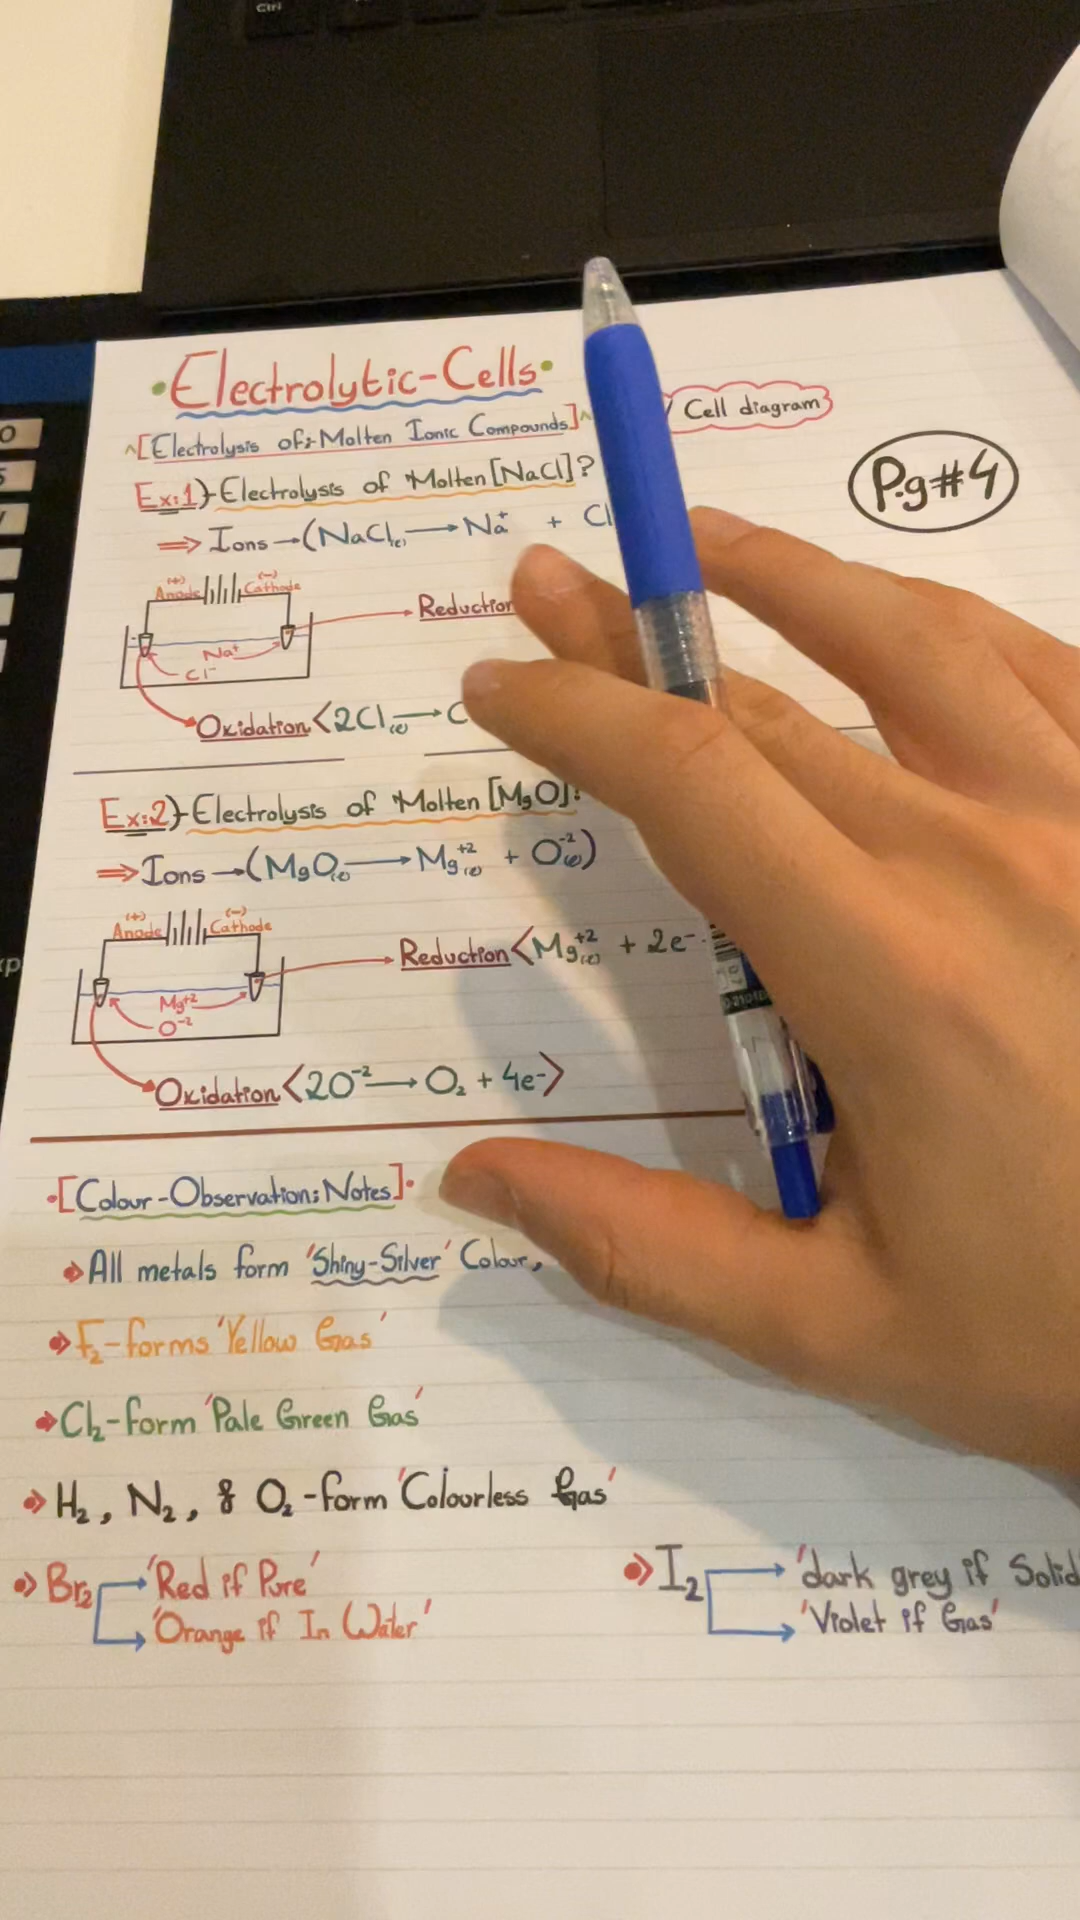 Ctrl
•Electrolytic-Cells•
^[Electrolysis of:-Molten Ionic Compounds]^
Cell diagram
P.g#4
Ex:1}-Electrolysis of Molten [NaCl]?
⇒ Ions→(NaCl(l) → Na+ + Cl
(+) (-)
Anode Cathode
Reduction
Na+
Cl-
Oxidation<2Cl(l) → C
Ex:2}-Electrolysis of Molten [MgO]?
⇒ Ions→(MgO(l) → Mg+2(l) + O-2(l))
(+) (-)
Anode Cathode
Reduction<Mg+2(l) + 2e-
Mg+2
O-2
Oxidation<2O-2 → O2 + 4e->
•[Colour-Observation:Notes]•
➩ All metals form 'Shiny-Silver' Colour,
➩ F2-forms 'Yellow Gas'
➩ Cl2-form 'Pale Green Gas'
➩ H2, N2, & O2-form 'Colourless Gas'
➩ Br2 → 'Red if Pure'
→ 'Orange if In Water'
➩ I2 → 'dark grey if Solid
→ 'Violet if Gas'